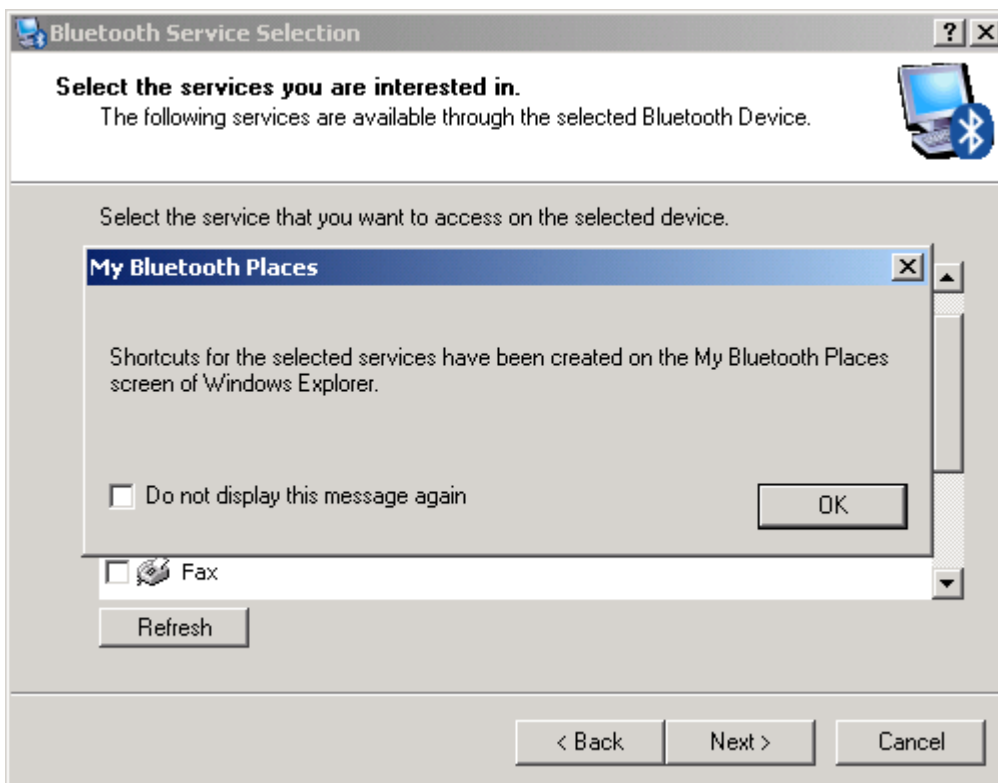 Bluetooth Service Selection
Select the services you are interested in.
The following services are available through the selected Bluetooth Device.
Select the service that you want to access on the selected device.
My Bluetooth Places
Shortcuts for the selected services have been created on the My Bluetooth Places
screen of Windows Explorer.
Do not display this message again
OK
Fax
Refresh
< Back
Next >
Cancel